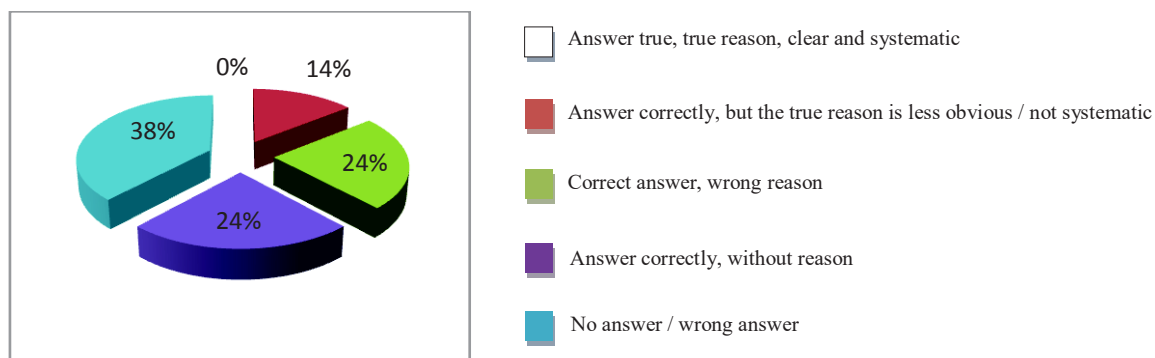 0%
14%
38%
24%
24%
Answer true, true reason, clear and systematic
Answer correctly, but the true reason is less obvious / not systematic
Correct answer, wrong reason
Answer correctly, without reason
No answer / wrong answer